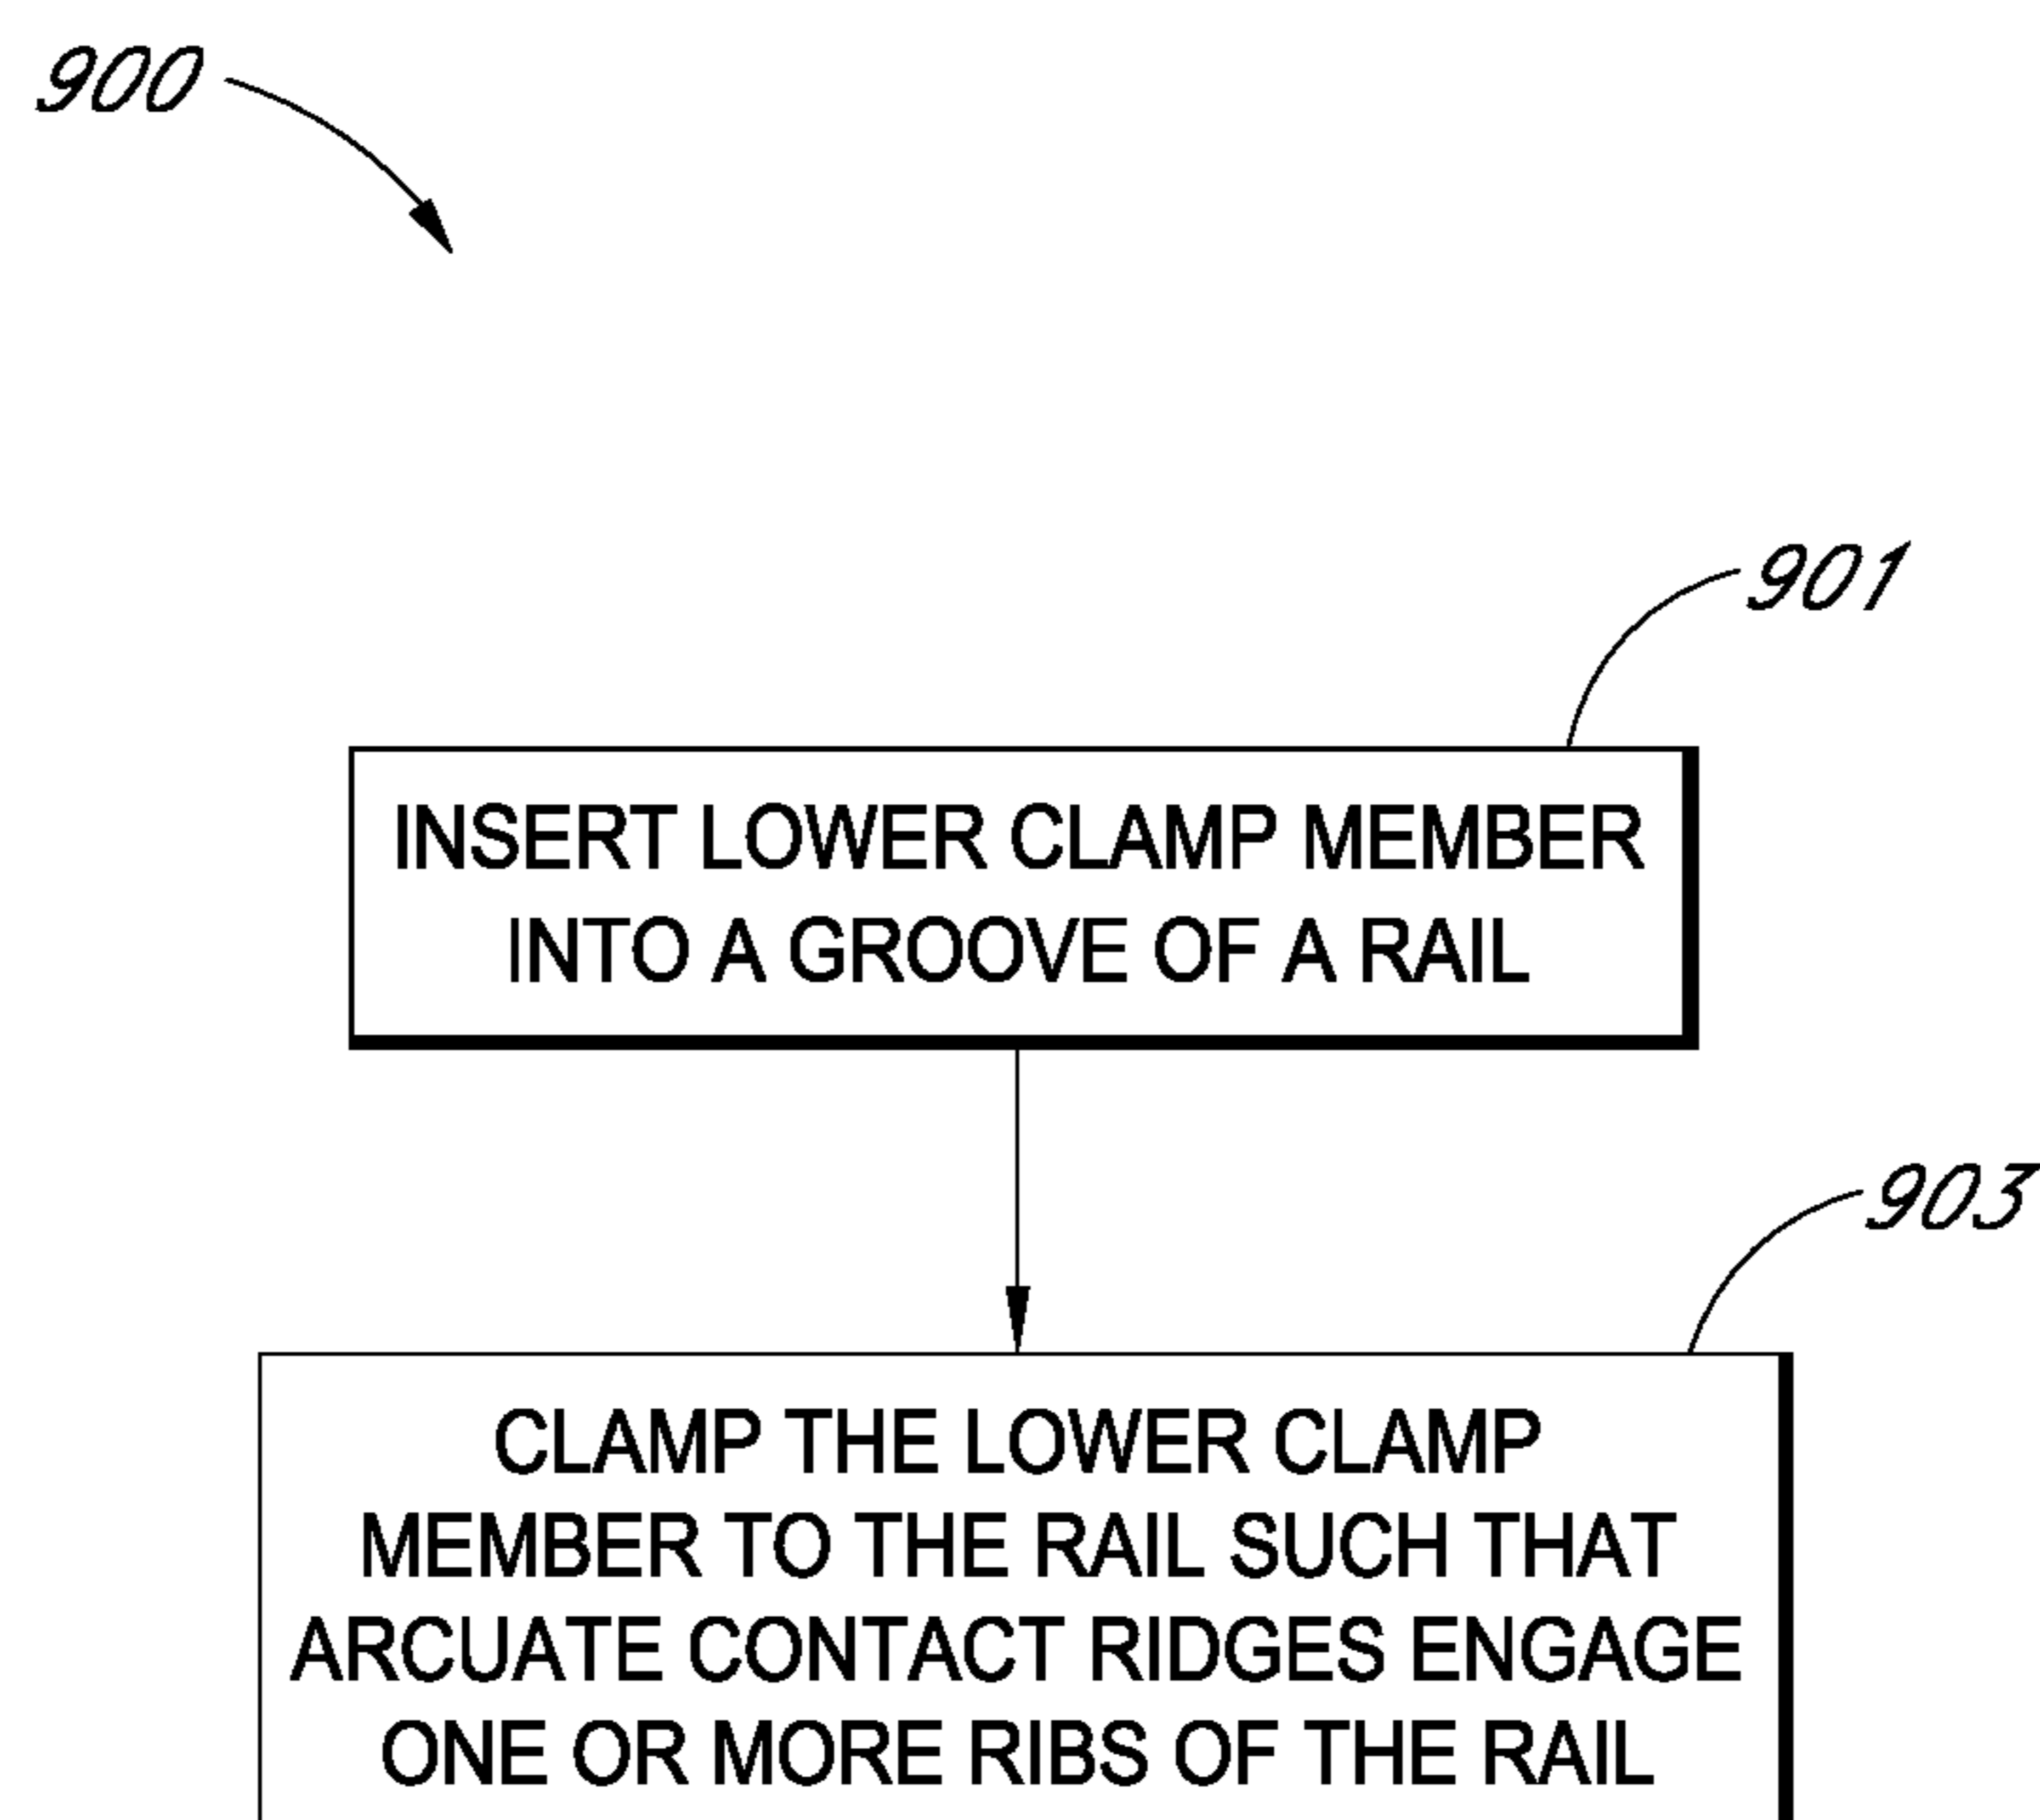 900
901
INSERT LOWER CLAMP MEMBER
INTO A GROOVE OF A RAIL
903
CLAMP THE LOWER CLAMP
MEMBER TO THE RAIL SUCH THAT
ARCUATE CONTACT RIDGES ENGAGE
ONE OR MORE RIBS OF THE RAIL